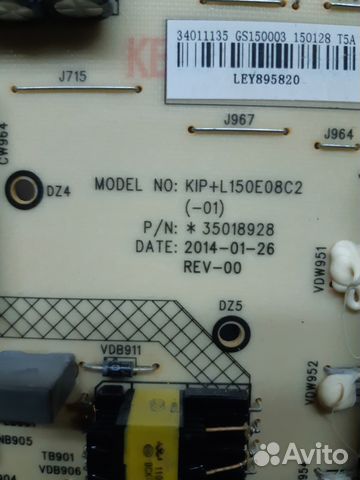 34011135 GS150003 150128 T5A
LEY895820
KB
J715
J967
J964
CW964
DZ4
MODEL NO: KIP+L150E08C2
(-01)
P/N: *35018928
DATE: 2014-01-26
REV-00
VDW951
DZ5
VDB911
VDW952
NB905
TB901
VDB906
Avito